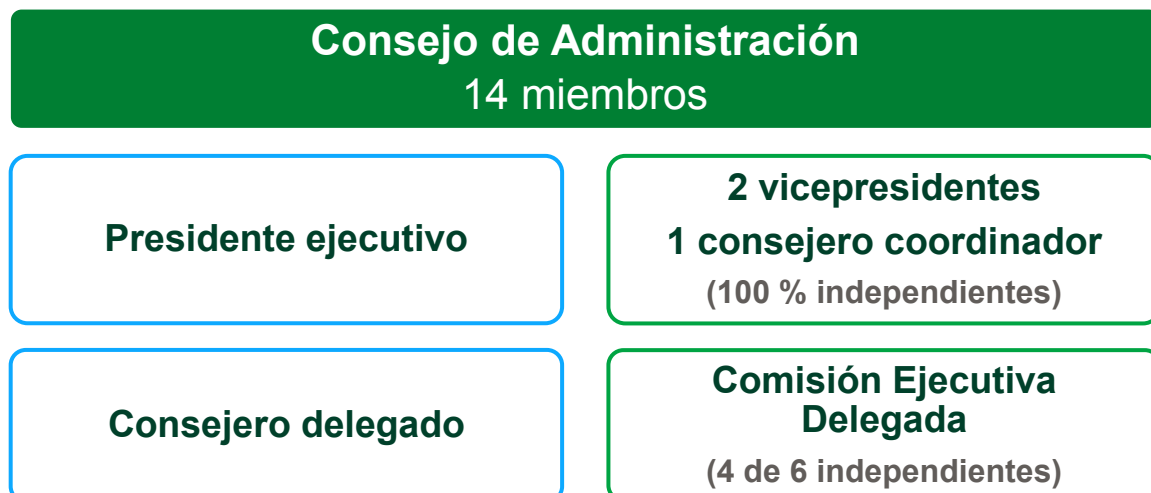 Consejo de Administración
14 miembros
Presidente ejecutivo
2 vicepresidentes
1 consejero coordinador
(100 % independientes)
Consejero delegado
Comisión Ejecutiva
Delegada
(4 de 6 independientes)